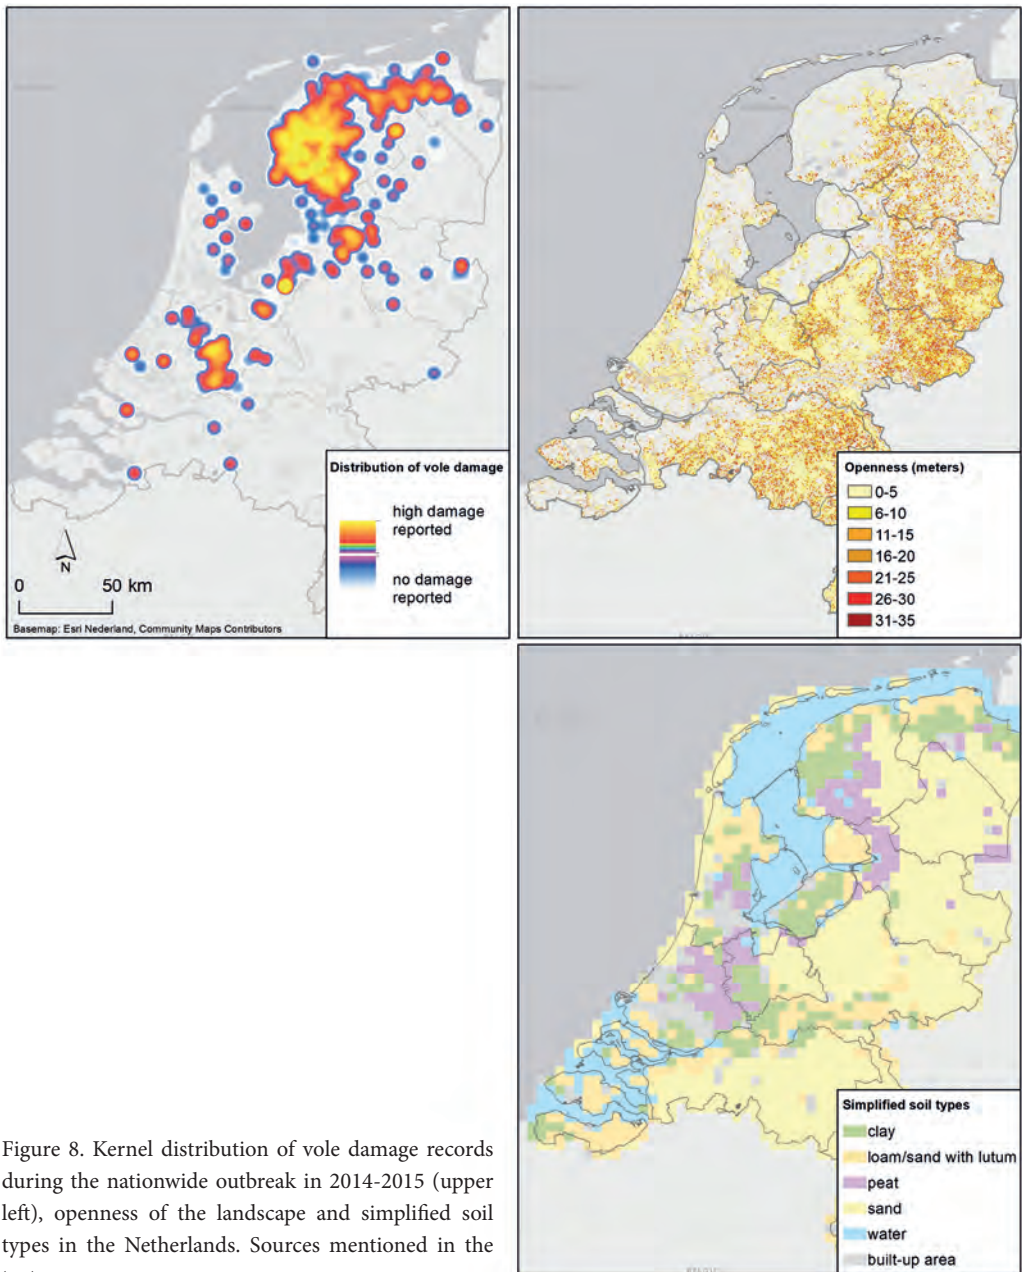 Distribution of vole damage
high damage
reported
no damage
reported
N
0 50 km
Basemap: Esri Nederland, Community Maps Contributors
Openness (meters)
0-5
6-10
11-15
16-20
21-25
26-30
31-35
Simplified soil types
clay
loam/sand with lutum
peat
sand
water
built-up area
Figure 8. Kernel distribution of vole damage records
during the nationwide outbreak in 2014-2015 (upper
left), openness of the landscape and simplified soil
types in the Netherlands. Sources mentioned in the